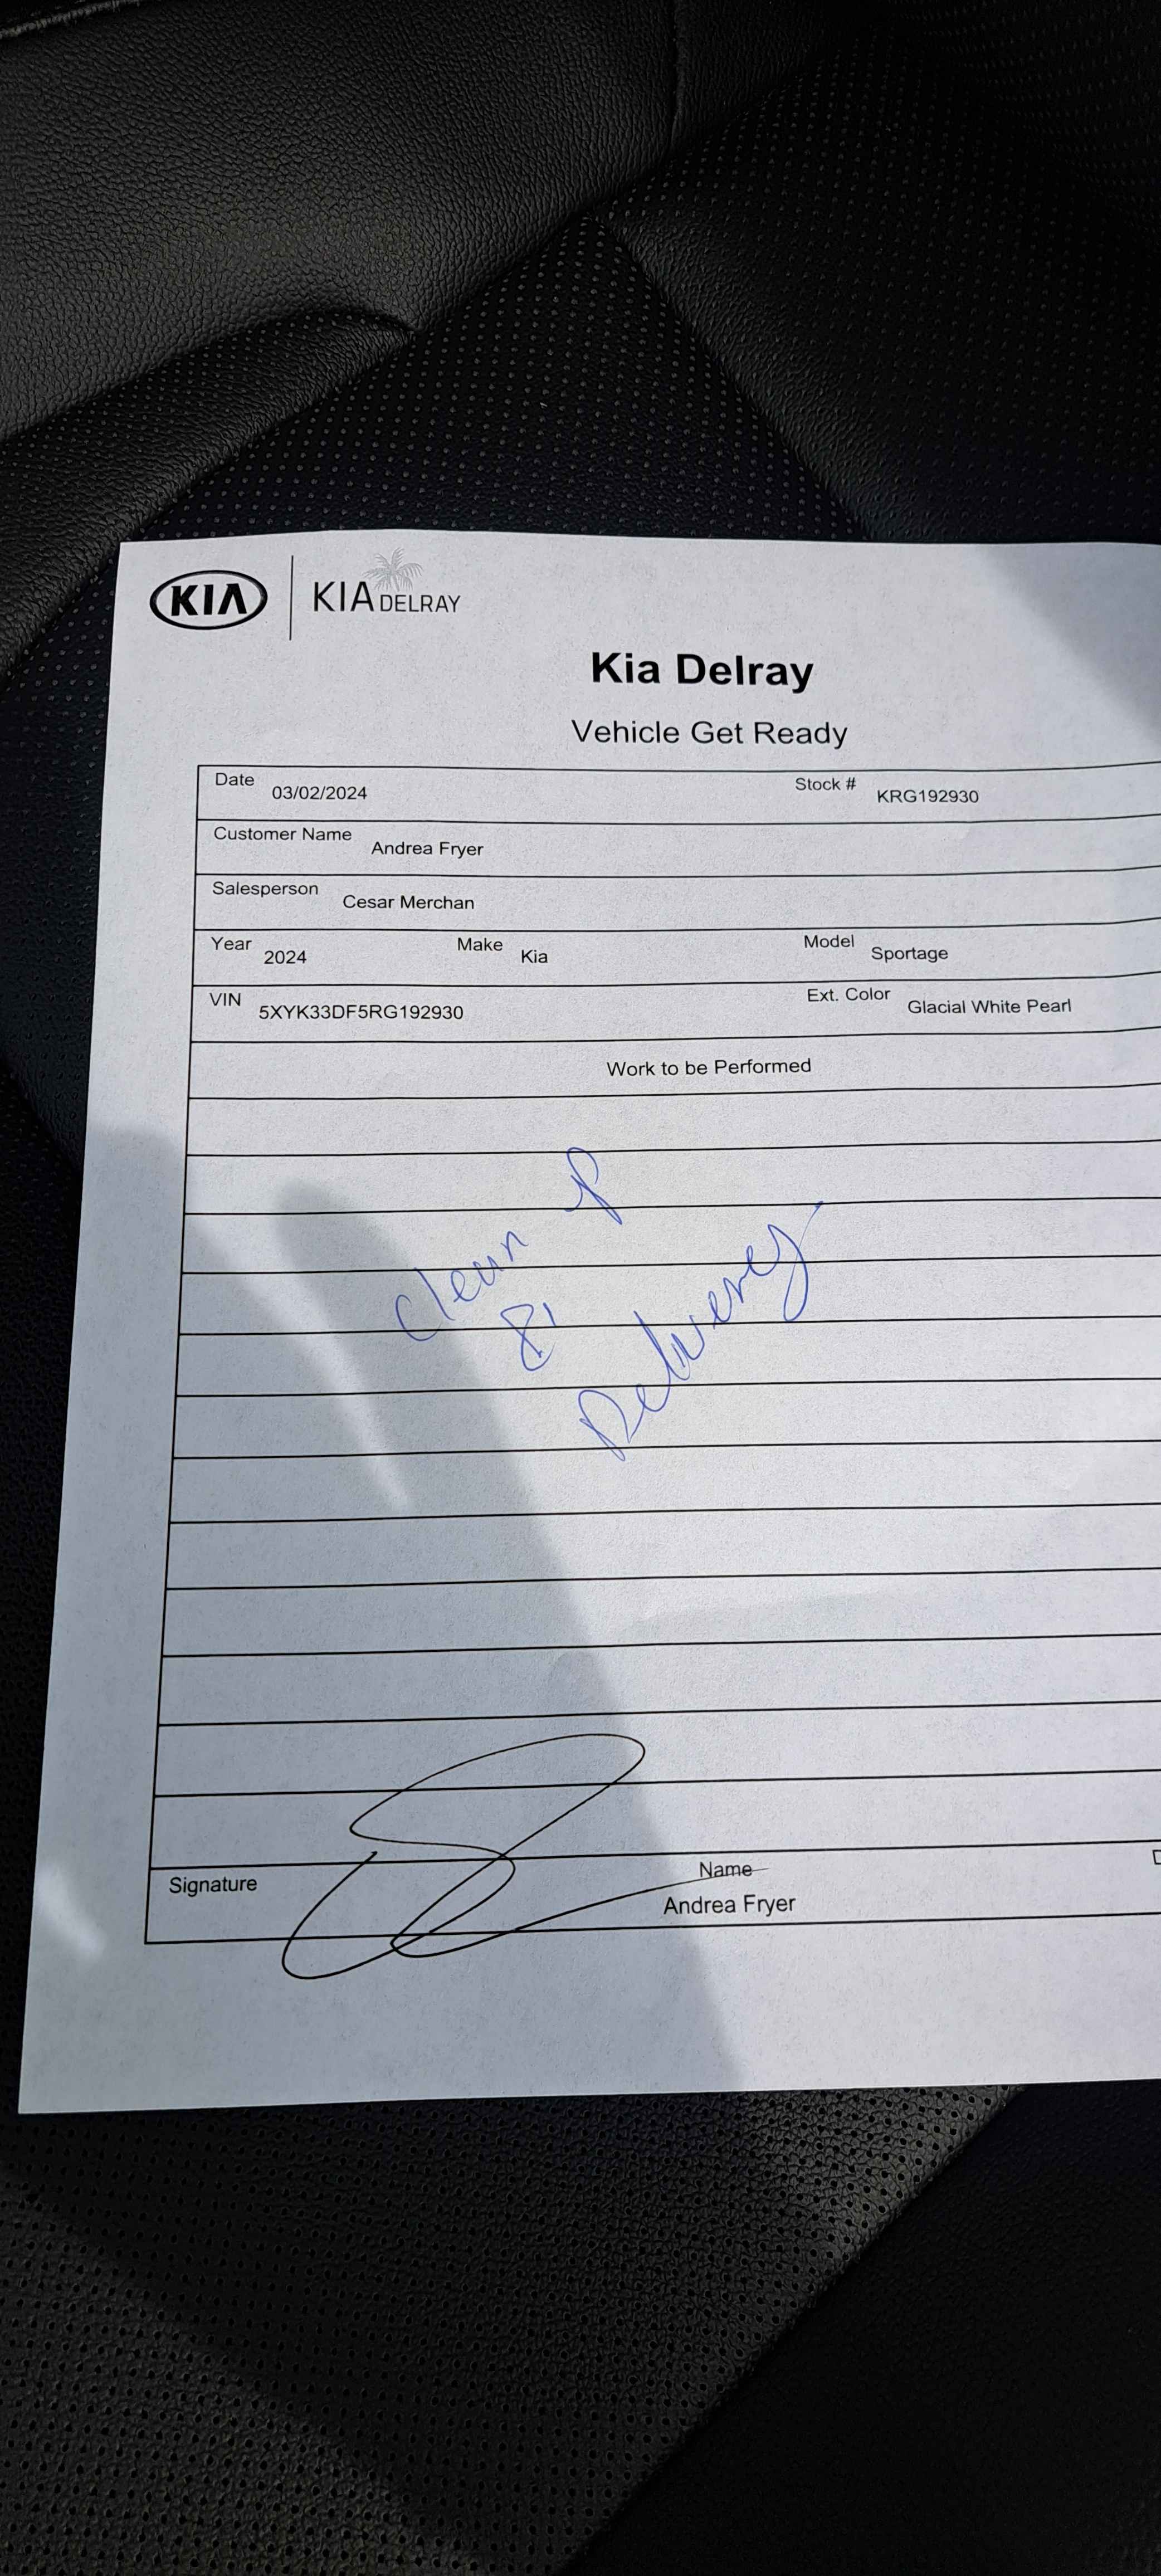 KIA KIA DELRAY
Kia Delray
Vehicle Get Ready
Date 03/02/2024 Stock # KRG192930
Customer Name Andrea Fryer
Salesperson Cesar Merchan
Year 2024 Make Kia Model Sportage
VIN 5XYK33DF5RG192930 Ext. Color Glacial White Pearl
Work to be Performed
clean up
&
Delivery
Signature Name
Andrea Fryer